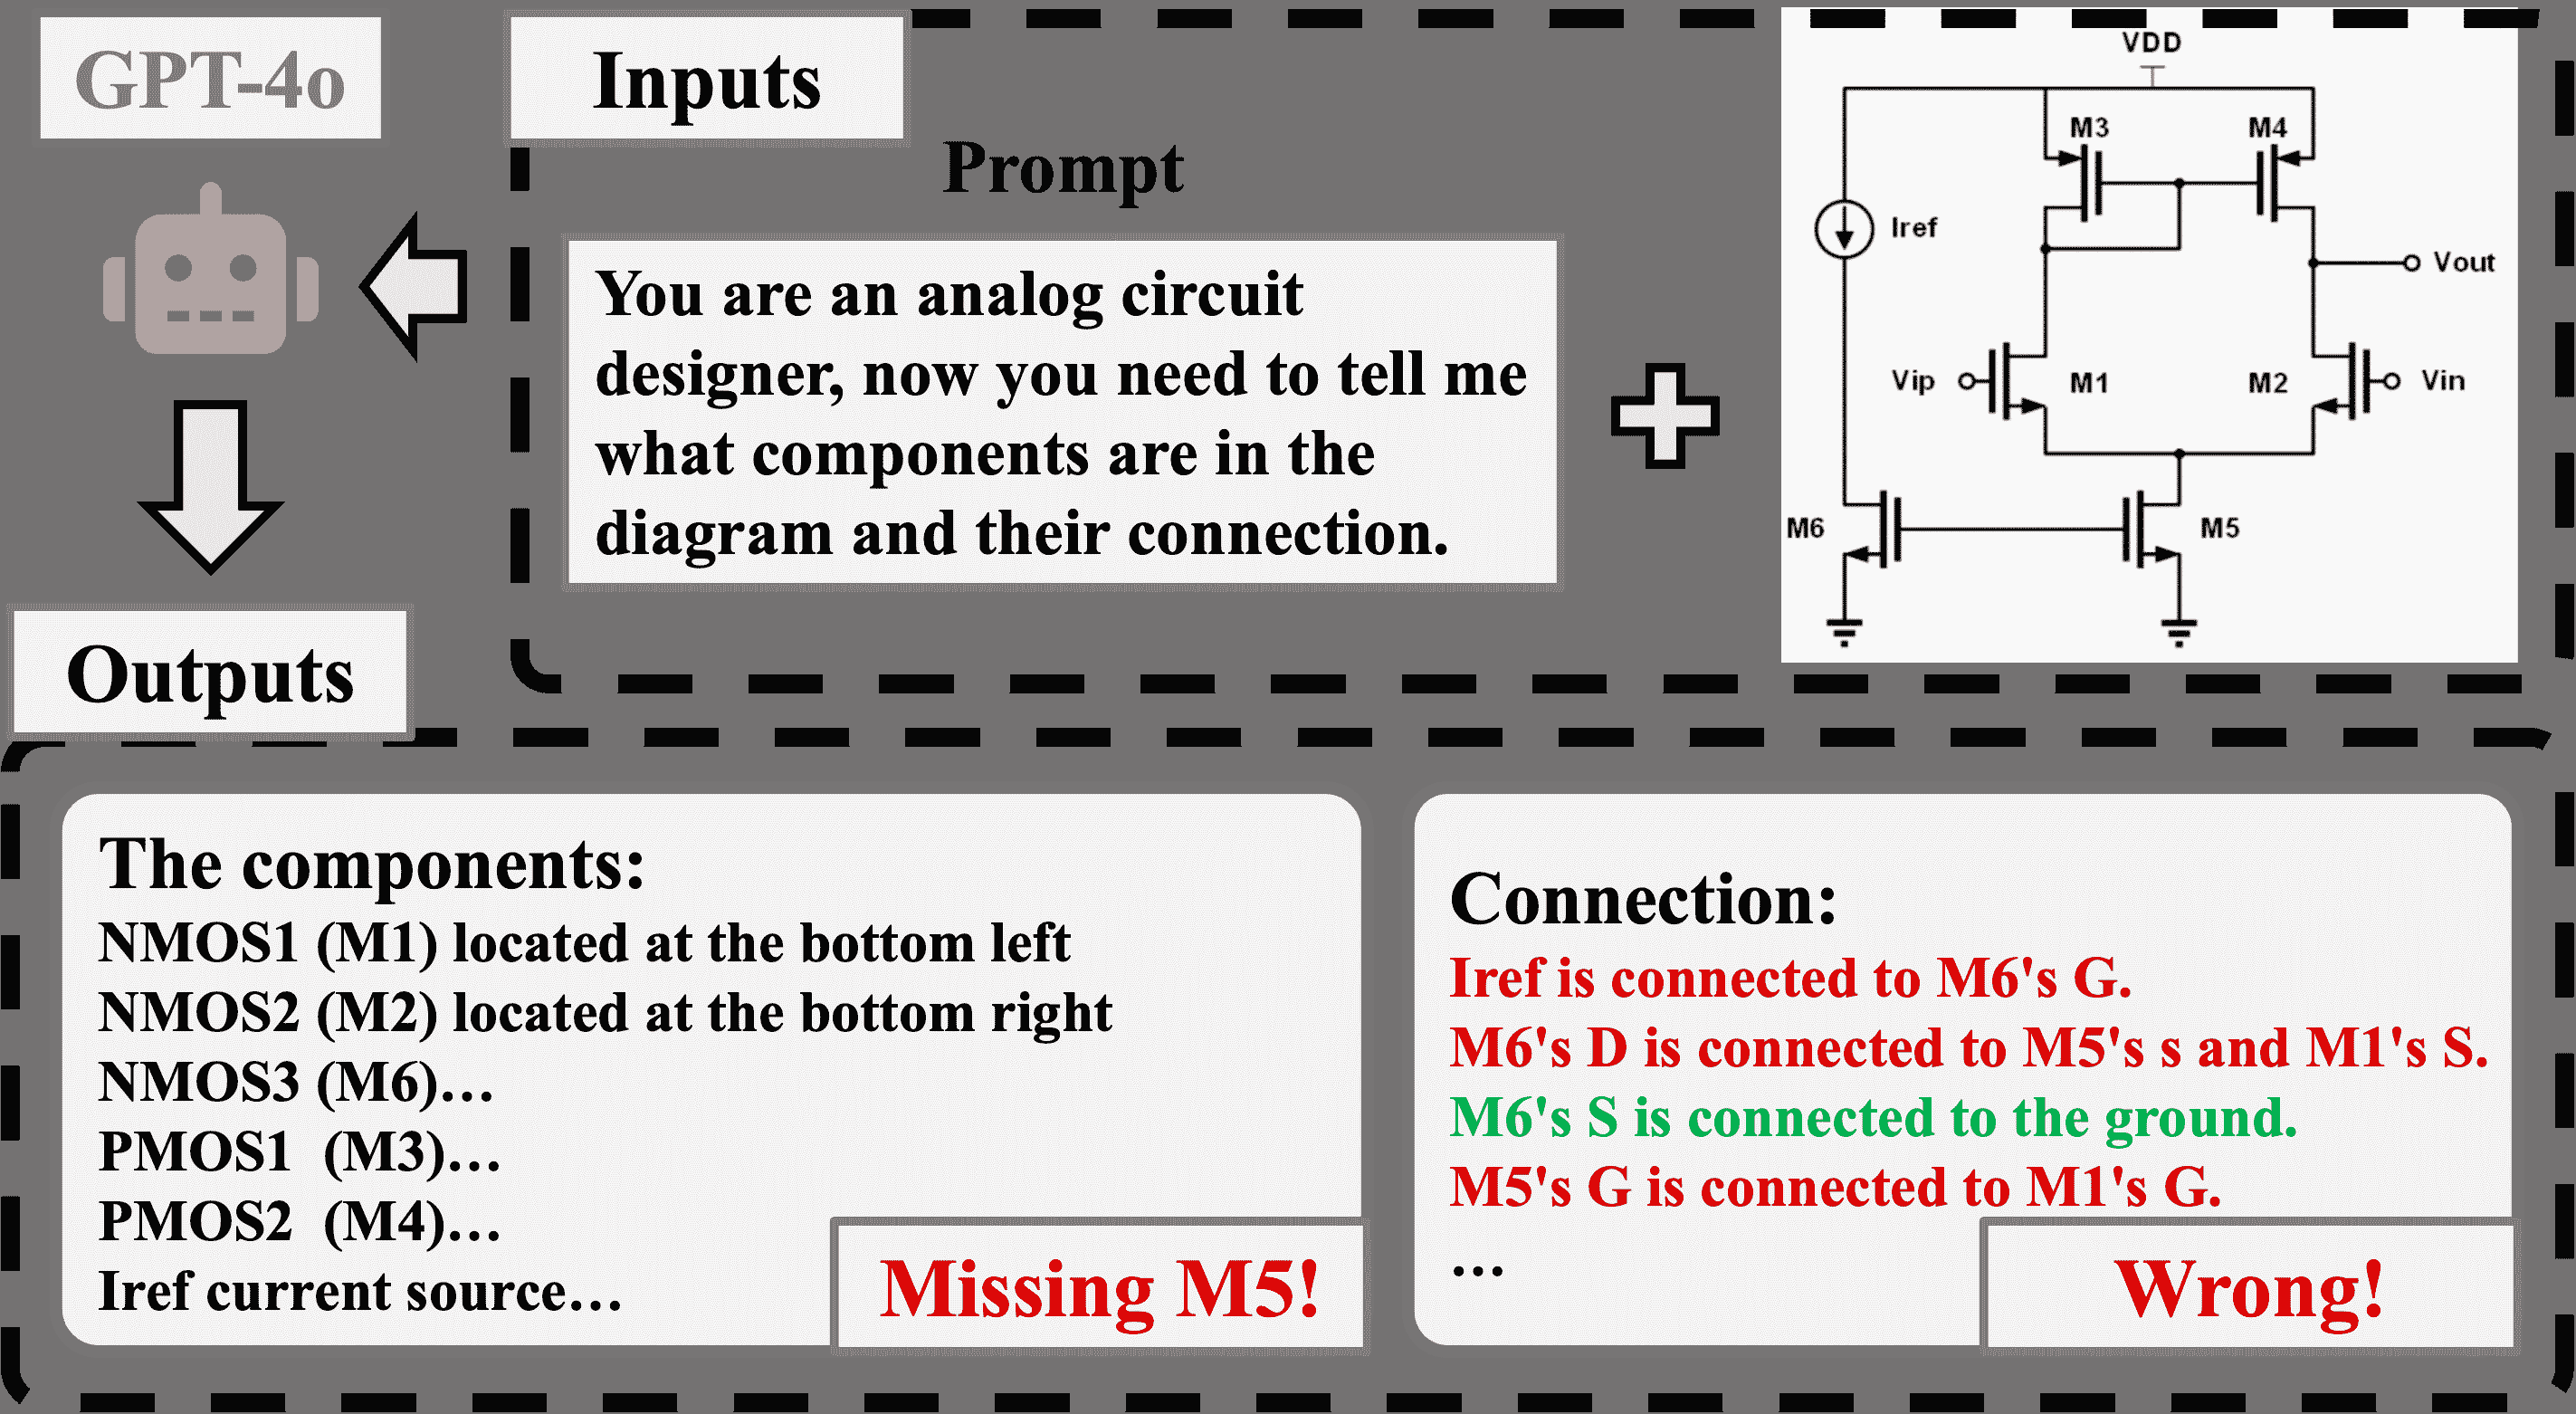 GPT-4o
Inputs
Prompt
You are an analog circuit
designer, now you need to tell me
what components are in the
diagram and their connection.
VDD
M3
M4
Iref
Vout
Vip
M1
M2
Vin
M6
M5
Outputs
The components:
NMOS1 (M1) located at the bottom left
NMOS2 (M2) located at the bottom right
NMOS3 (M6)…
PMOS1 (M3)…
PMOS2 (M4)…
Iref current source…
Missing M5!
Connection:
Iref is connected to M6's G.
M6's D is connected to M5's s and M1's S.
M6's S is connected to the ground.
M5's G is connected to M1's G.
…
Wrong!